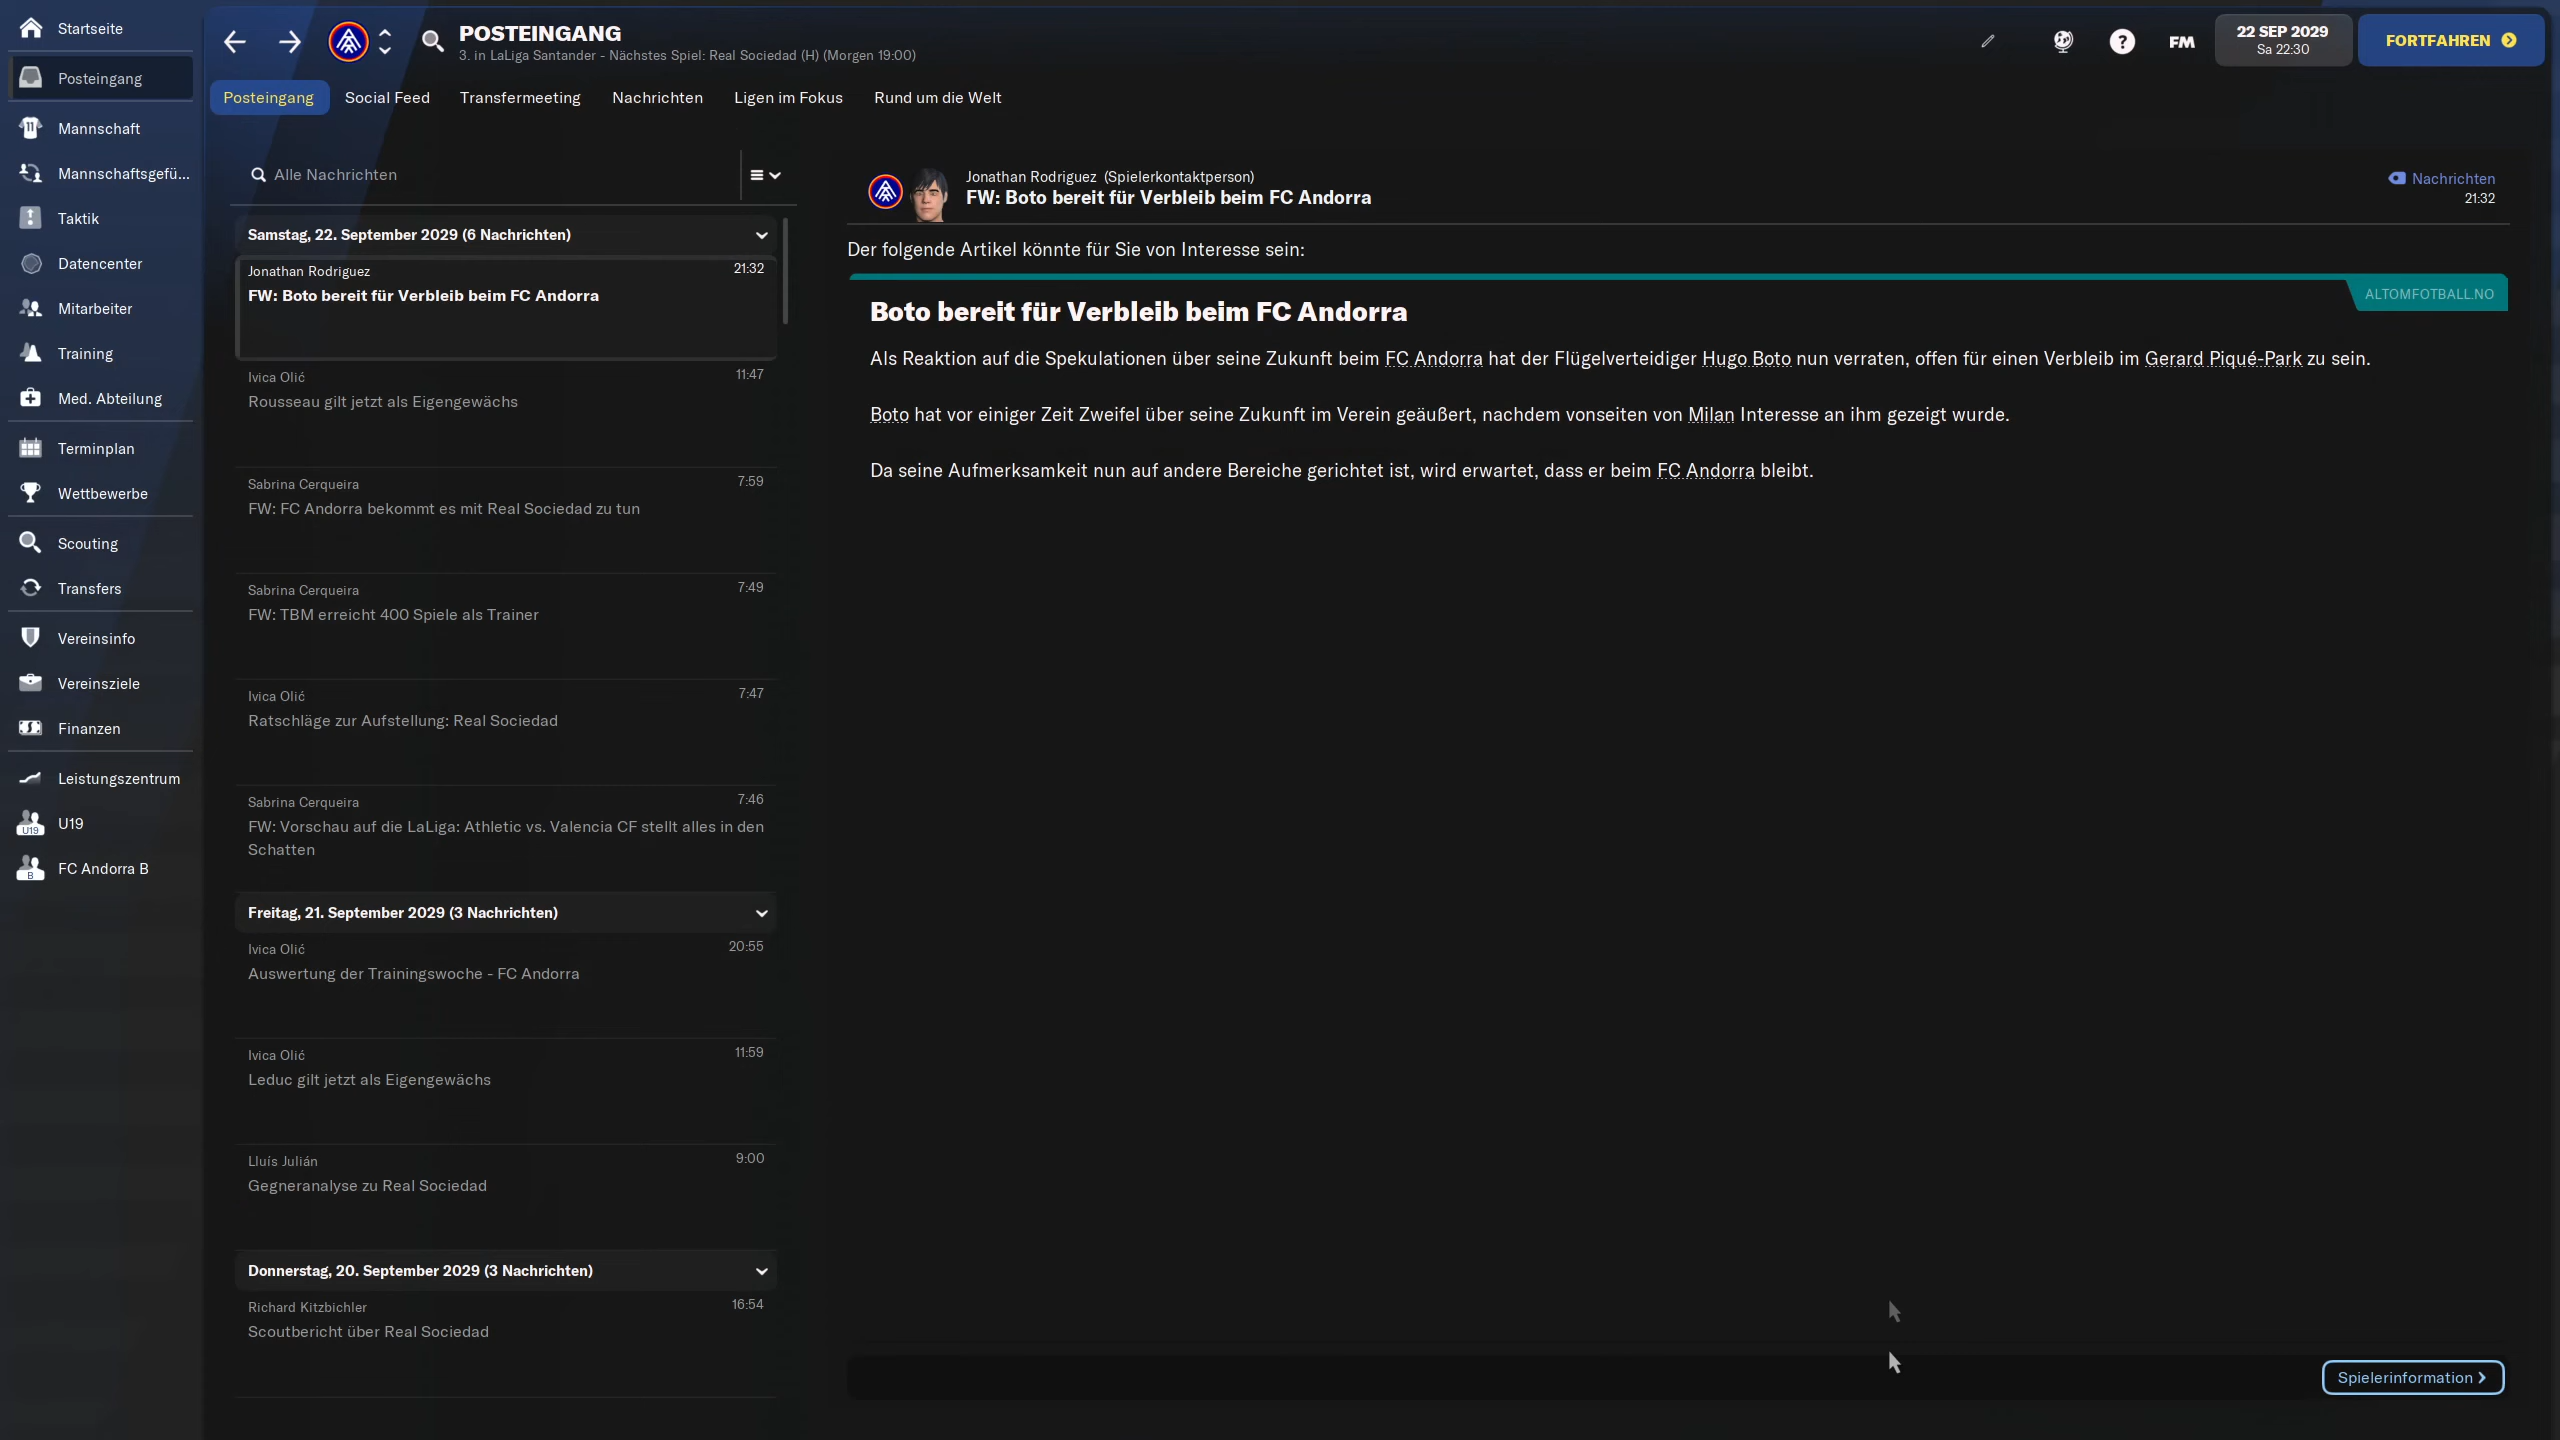 Startseite
Posteingang
Mannschaft
Mannschaftsgefü...
Taktik
Datencenter
Mitarbeiter
Training
Med. Abteilung
Terminplan
Wettbewerbe
Scouting
Transfers
Vereinsinfo
Vereinsziele
Finanzen
Leistungszentrum
U19
U19
B
FC Andorra B
POSTEINGANG
3. in LaLiga Santander - Nächstes Spiel: Real Sociedad (H) (Morgen 19:00)
FM
22 SEP 2029
Sa 22:30
FORTFAHREN
Posteingang
Social Feed
Transfermeeting
Nachrichten
Ligen im Fokus
Rund um die Welt
Alle Nachrichten
Samstag, 22. September 2029 (6 Nachrichten)
Jonathan Rodriguez 21:32
FW: Boto bereit für Verbleib beim FC Andorra
Ivica Olić 11:47
Rousseau gilt jetzt als Eigengewächs
Sabrina Cerqueira 7:59
FW: FC Andorra bekommt es mit Real Sociedad zu tun
Sabrina Cerqueira 7:49
FW: TBM erreicht 400 Spiele als Trainer
Ivica Olić 7:47
Ratschläge zur Aufstellung: Real Sociedad
Sabrina Cerqueira 7:46
FW: Vorschau auf die LaLiga: Athletic vs. Valencia CF stellt alles in den
Schatten
Freitag, 21. September 2029 (3 Nachrichten)
Ivica Olić 20:55
Auswertung der Trainingswoche - FC Andorra
Ivica Olić 11:59
Leduc gilt jetzt als Eigengewächs
Lluís Julián 9:00
Gegneranalyse zu Real Sociedad
Donnerstag, 20. September 2029 (3 Nachrichten)
Richard Kitzbichler 16:54
Scoutbericht über Real Sociedad
Jonathan Rodriguez (Spielerkontaktperson)
FW: Boto bereit für Verbleib beim FC Andorra
Nachrichten
21:32
Der folgende Artikel könnte für Sie von Interesse sein:
ALTOMFOTBALL.NO
Boto bereit für Verbleib beim FC Andorra
Als Reaktion auf die Spekulationen über seine Zukunft beim FC Andorra hat der Flügelverteidiger Hugo Boto nun verraten, offen für einen Verbleib im Gerard Piqué-Park zu sein.
Boto hat vor einiger Zeit Zweifel über seine Zukunft im Verein geäußert, nachdem vonseiten von Milan Interesse an ihm gezeigt wurde.
Da seine Aufmerksamkeit nun auf andere Bereiche gerichtet ist, wird erwartet, dass er beim FC Andorra bleibt.
Spielerinformation